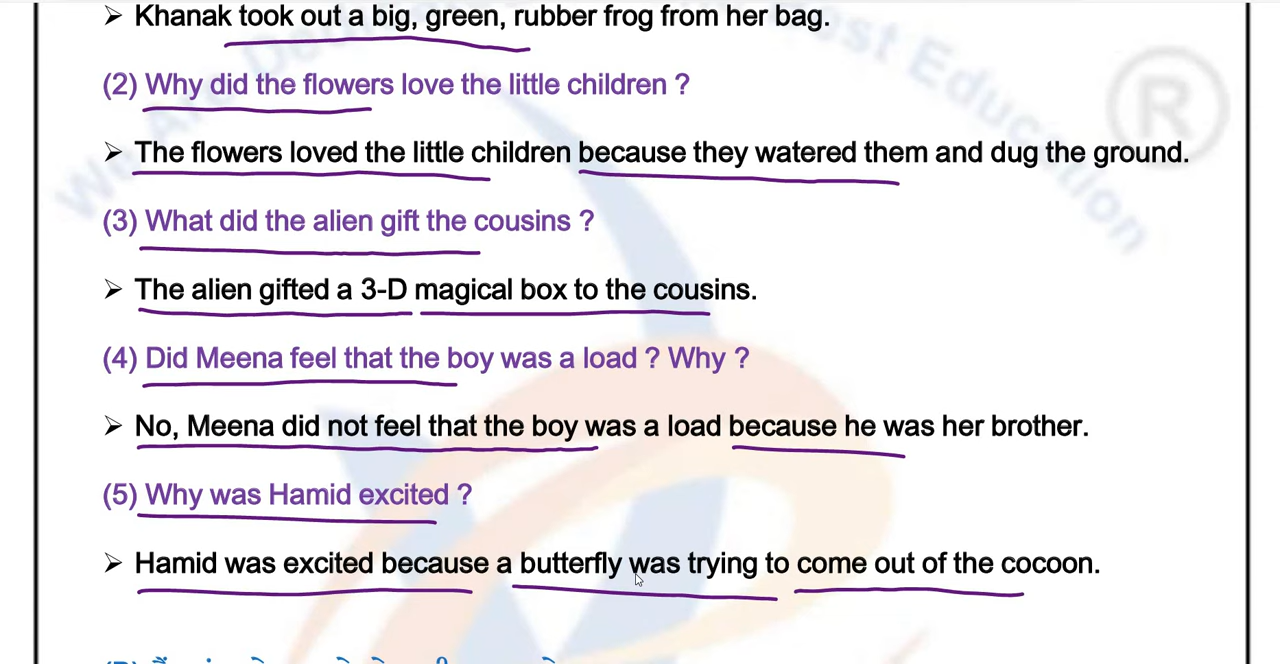 ➢ Khanak took out a big, green, rubber frog from her bag.
(2) Why did the flowers love the little children ?
➢ The flowers loved the little children because they watered them and dug the ground.
(3) What did the alien gift the cousins ?
➢ The alien gifted a 3-D magical box to the cousins.
(4) Did Meena feel that the boy was a load ? Why ?
➢ No, Meena did not feel that the boy was a load because he was her brother.
(5) Why was Hamid excited ?
➢ Hamid was excited because a butterfly was trying to come out of the cocoon.
We Are
est Education
®